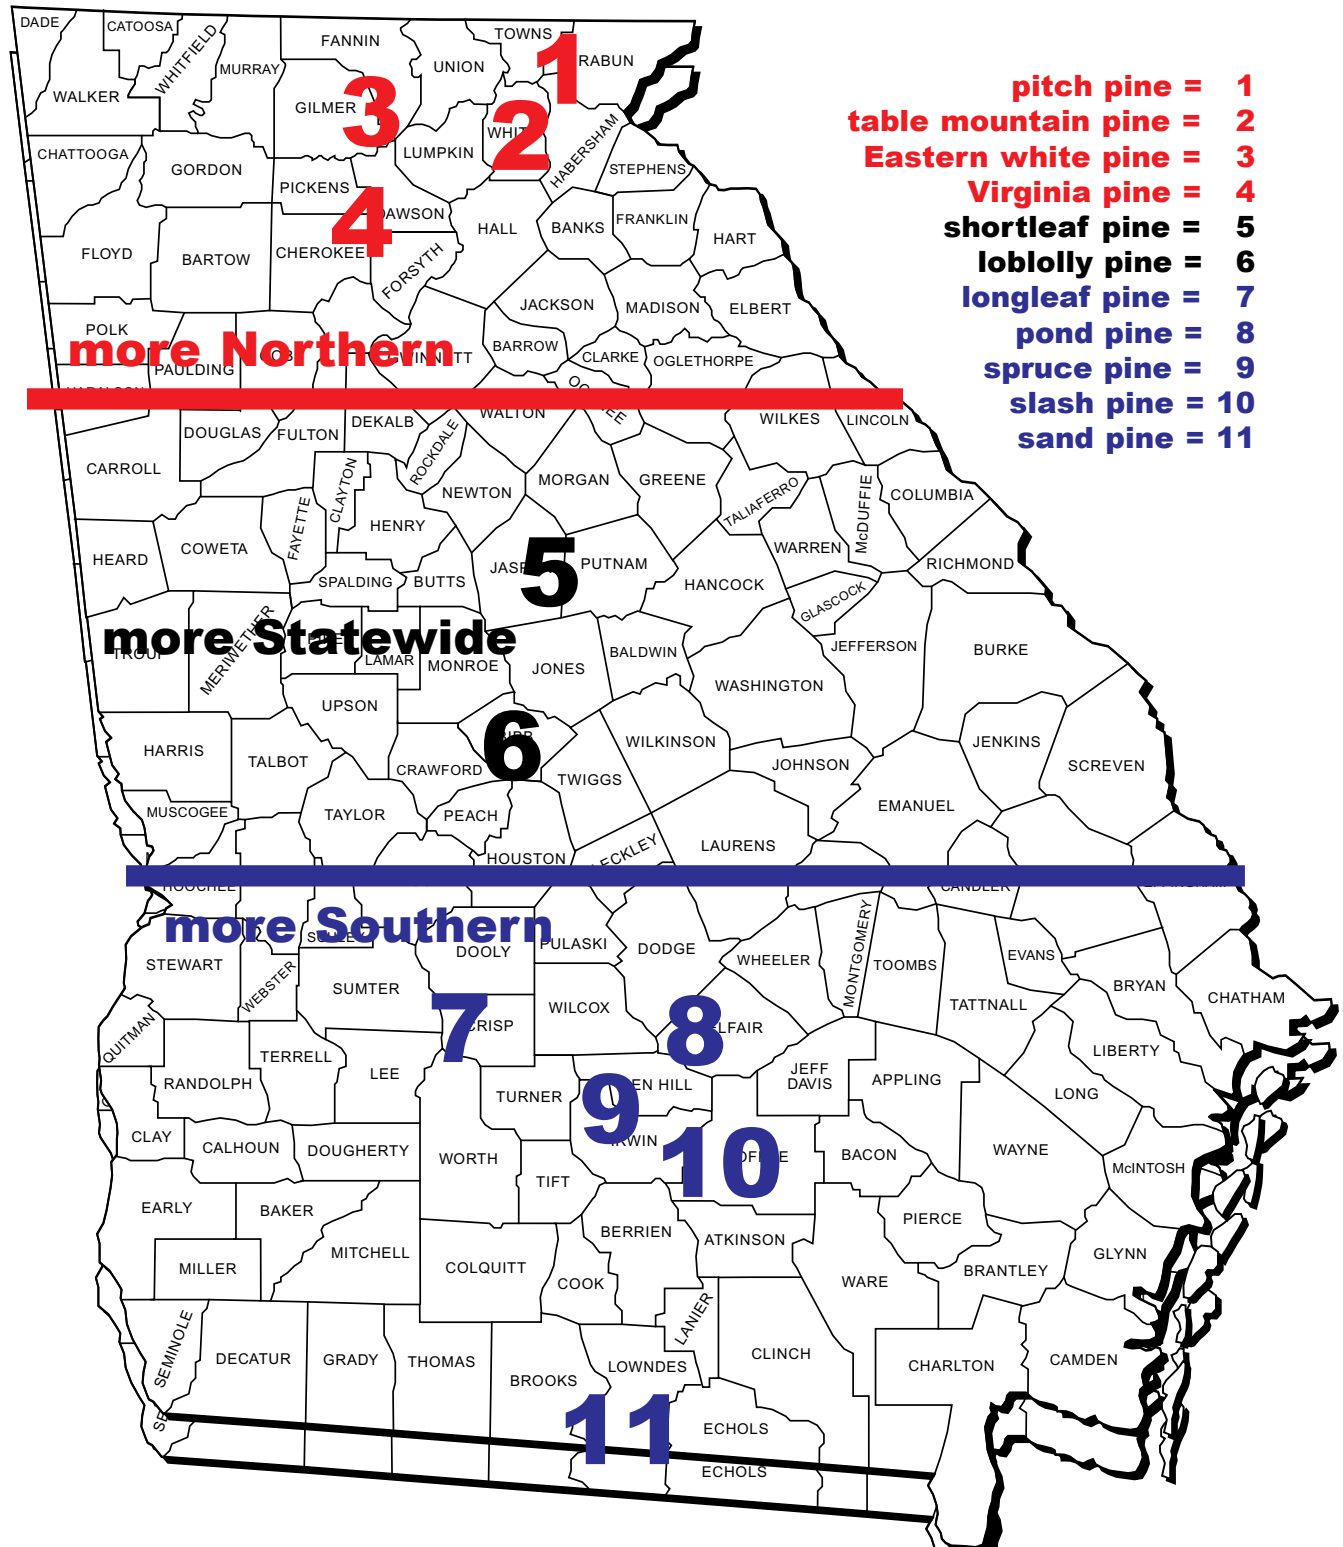 DADE
CATOOSA
WHITFIELD
MURRAY
FANNIN
UNION
TOWNS
1
RABUN
WALKER
GILMER
3
2
HABERSHAM
LUMPKIN
CHATTOOGA
GORDON
PICKENS
STEPHENS
4
DAWSON
HALL
BANKS
FRANKLIN
HART
FLOYD
BARTOW
CHEROKEE
FORSYTH
JACKSON
MADISON
ELBERT
POLK
PAULDING
more Northern
BARROW
CLARKE
OGLETHORPE
pitch pine = 1
table mountain pine = 2
Eastern white pine = 3
Virginia pine = 4
shortleaf pine = 5
loblolly pine = 6
longleaf pine = 7
pond pine = 8
spruce pine = 9
slash pine = 10
sand pine = 11
DOUGLAS
FULTON
DEKALB
ROCKDALE
WALTON
WILKES
LINCOLN
CARROLL
CLAYTON
NEWTON
MORGAN
GREENE
TALIAFERRO
McDUFFIE
COLUMBIA
HEARD
COWETA
FAYETTE
HENRY
SPALDING
BUTTS
5
PUTNAM
HANCOCK
WARREN
GLASCOCK
RICHMOND
more Statewide
MERIWETHER
LAMAR
MONROE
JONES
BALDWIN
WASHINGTON
JEFFERSON
BURKE
UPSON
HARRIS
TALBOT
CRAWFORD
6
TWIGGS
WILKINSON
JOHNSON
JENKINS
SCREVEN
MUSCOGEE
TAYLOR
PEACH
EMANUEL
HOUSTON
LAURENS
CANDLER
more Southern
STEWART
WEBSTER
SUMTER
DOOLY
PULASKI
DODGE
WHEELER
MONTGOMERY
TOOMBS
EVANS
TATTNALL
BRYAN
CHATHAM
QUITMAN
7
CRISP
WILCOX
8
LIBERTY
RANDOLPH
TERRELL
LEE
TURNER
9
JEFF
DAVIS
APPLING
LONG
CLAY
CALHOUN
DOUGHERTY
WORTH
TIFT
IRWIN
10
BACON
WAYNE
McINTOSH
EARLY
BAKER
MITCHELL
BERRIEN
ATKINSON
PIERCE
GLYNN
MILLER
COLQUITT
COOK
WARE
BRANTLEY
SEMINOLE
DECATUR
GRADY
THOMAS
BROOKS
LOWNDES
LANIER
CLINCH
CHARLTON
CAMDEN
11
ECHOLS
ECHOLS